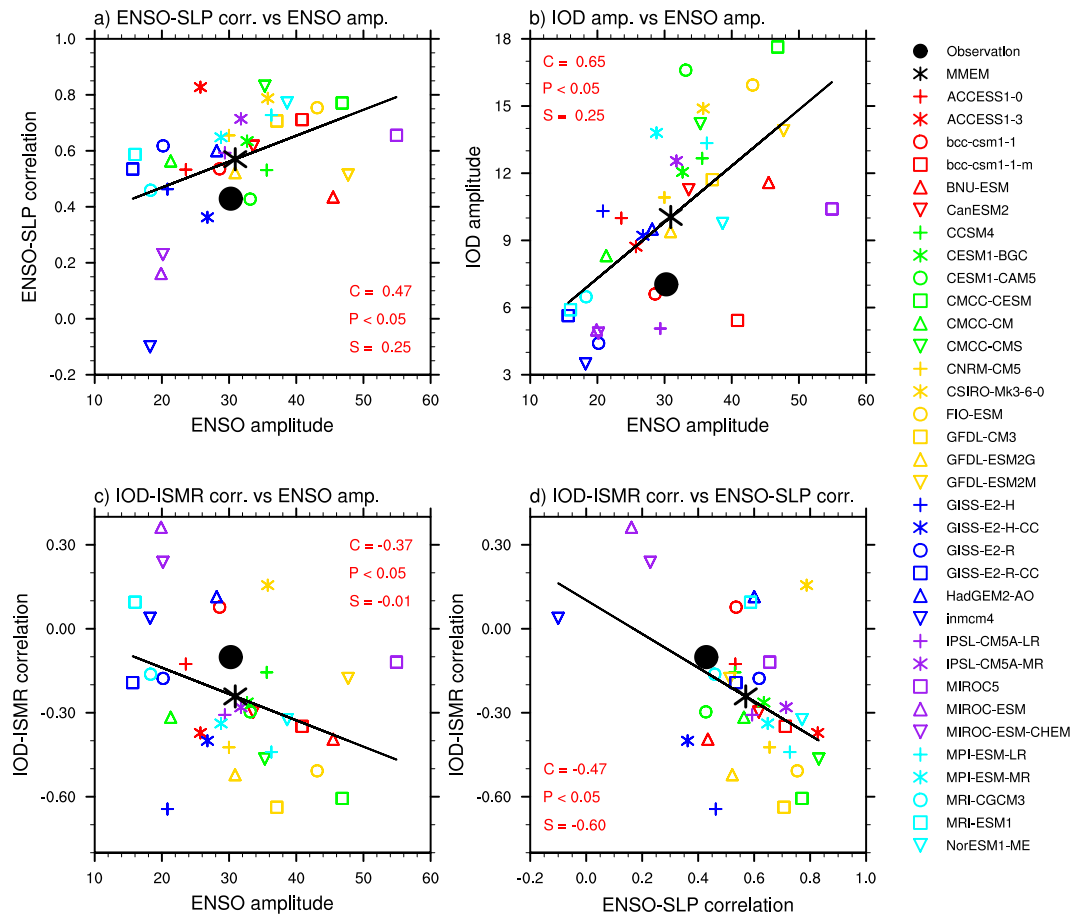 a) ENSO-SLP corr. vs ENSO amp.
1.0
0.8
0.6
0.4
0.2
0.0
-0.2
ENSO-SLP correlation
C = 0.47
P < 0.05
S = 0.25
10 20 30 40 50 60
ENSO amplitude
b) IOD amp. vs ENSO amp.
18
15
12
9
6
3
IOD amplitude
C = 0.65
P < 0.05
S = 0.25
10 20 30 40 50 60
ENSO amplitude
c) IOD-ISMR corr. vs ENSO amp.
0.30
0.00
-0.30
-0.60
IOD-ISMR correlation
C = -0.37
P < 0.05
S = -0.01
10 20 30 40 50 60
ENSO amplitude
d) IOD-ISMR corr. vs ENSO-SLP corr.
0.30
0.00
-0.30
-0.60
IOD-ISMR correlation
C = -0.47
P < 0.05
S = -0.60
-0.2 0.0 0.2 0.4 0.6 0.8 1.0
ENSO-SLP correlation
Observation
MMEM
ACCESS1-0
ACCESS1-3
bcc-csm1-1
bcc-csm1-1-m
BNU-ESM
CanESM2
CCSM4
CESM1-BGC
CESM1-CAM5
CMCC-CESM
CMCC-CM
CMCC-CMS
CNRM-CM5
CSIRO-Mk3-6-0
FIO-ESM
GFDL-CM3
GFDL-ESM2G
GFDL-ESM2M
GISS-E2-H
GISS-E2-H-CC
GISS-E2-R
GISS-E2-R-CC
HadGEM2-AO
inmcm4
IPSL-CM5A-LR
IPSL-CM5A-MR
MIROC5
MIROC-ESM
MIROC-ESM-CHEM
MPI-ESM-LR
MPI-ESM-MR
MRI-CGCM3
MRI-ESM1
NorESM1-ME